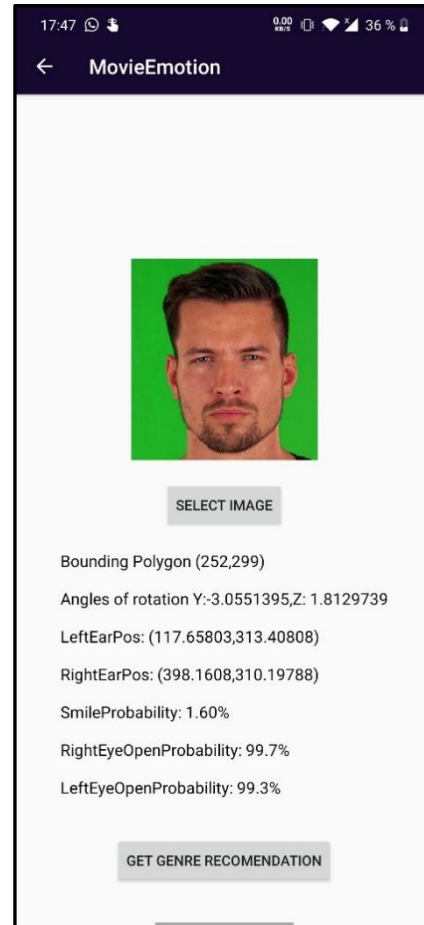 17:47
0.00 KB/S
36 %
MovieEmotion
SELECT IMAGE
Bounding Polygon (252,299)
Angles of rotation Y:-3.0551395,Z: 1.8129739
LeftEarPos: (117.65803,313.40808)
RightEarPos: (398.1608,310.19788)
SmileProbability: 1.60%
RightEyeOpenProbability: 99.7%
LeftEyeOpenProbability: 99.3%
GET GENRE RECOMENDATION